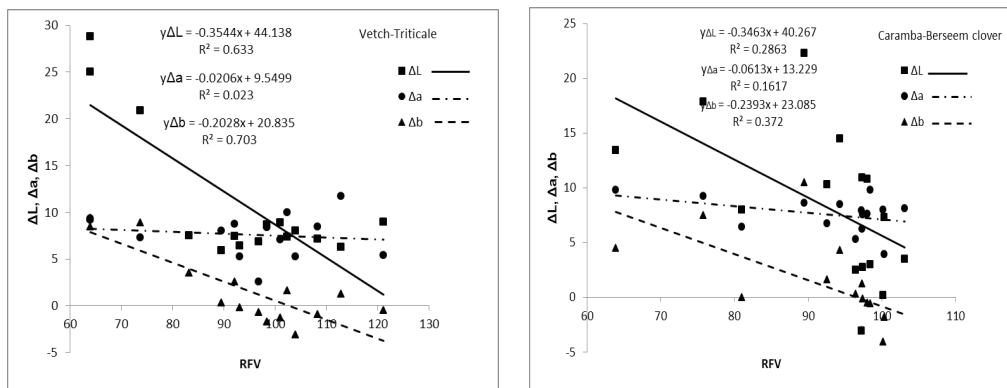 yΔL = -0.3544x + 44.138
R² = 0.633
Vetch-Triticale
yΔa = -0.0206x + 9.5499
R² = 0.023
yΔb = -0.2028x + 20.835
R² = 0.703
ΔL
Δa
Δb
ΔL, Δa, Δb
30
25
20
15
10
5
0
-5
60 70 80 90 100 110 120 130
RFV
yΔL = -0.3463x + 40.267
R² = 0.2863
Caramba-Berseem clover
yΔa = -0.0613x + 13.229
R² = 0.1617
yΔb = -0.2393x + 23.085
R² = 0.372
ΔL
Δa
Δb
ΔL, Δa, Δb
25
20
15
10
5
0
-5
60 70 80 90 100 110
RFV